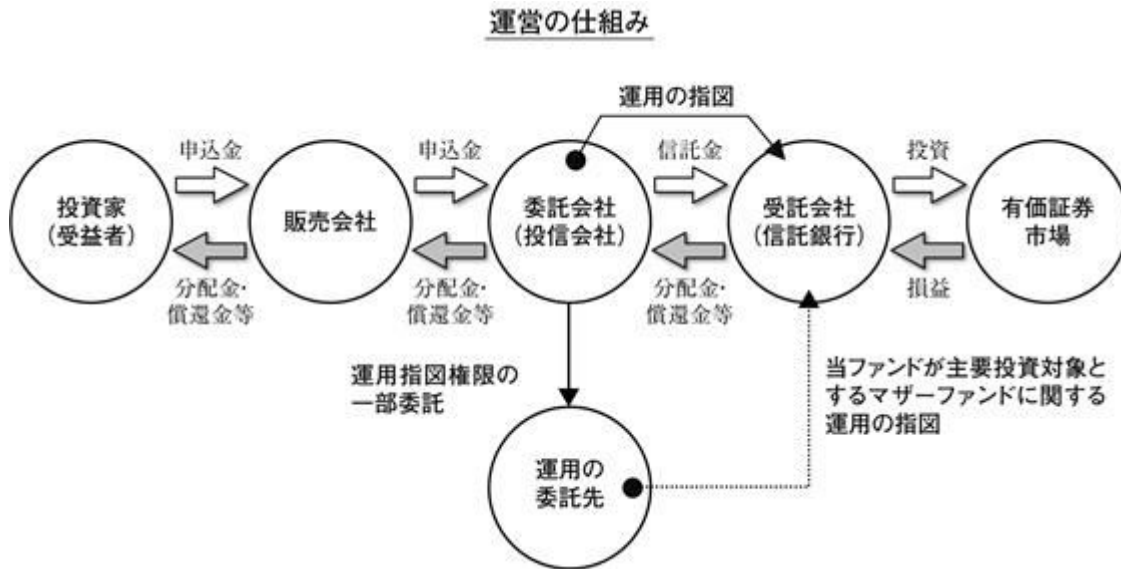 運営の仕組み
運用の指図
申込金
申込金
信託金
投資
投資家
(受益者)
販売会社
委託会社
(投信会社)
受託会社
(信託銀行)
有価証券
市場
分配金・
償還金等
分配金・
償還金等
分配金・
償還金等
損益
運用指図権限の
一部委託
当ファンドが主要投資対象と
するマザーファンドに関する
運用の指図
運用の
委託先